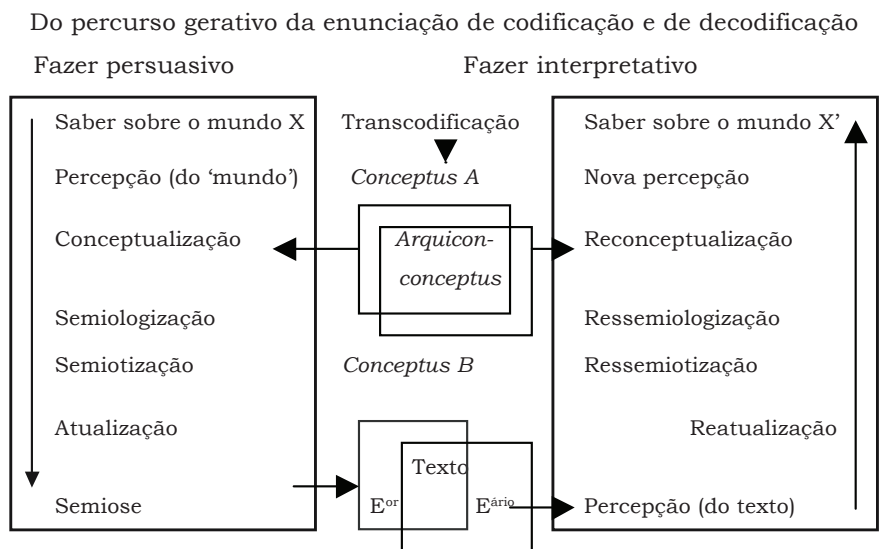 Do percurso gerativo da enunciação de codificação e de decodificação
Fazer persuasivo
Fazer interpretativo
Saber sobre o mundo X
Percepção (do ‘mundo’)
Conceptualização
Semiologização
Semiotização
Atualização
Semiose
Transcodificação
Conceptus A
Arquicon-
conceptus
Conceptus B
Texto
E^or E^ário
Saber sobre o mundo X’
Nova percepção
Reconceptualização
Ressemiologização
Ressemiotização
Reatualização
Percepção (do texto)